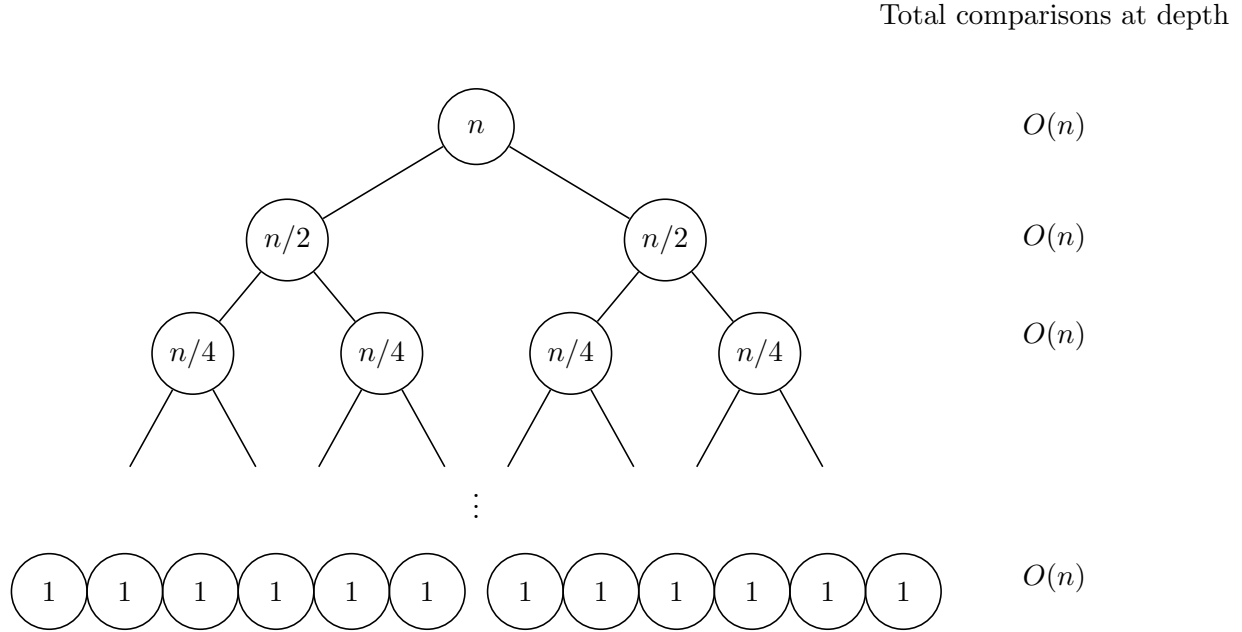 Total comparisons at depth
n O(n)
n/2 n/2 O(n)
n/4 n/4 n/4 n/4 O(n)
⋮
1 1 1 1 1 1 1 1 1 1 1 1 O(n)